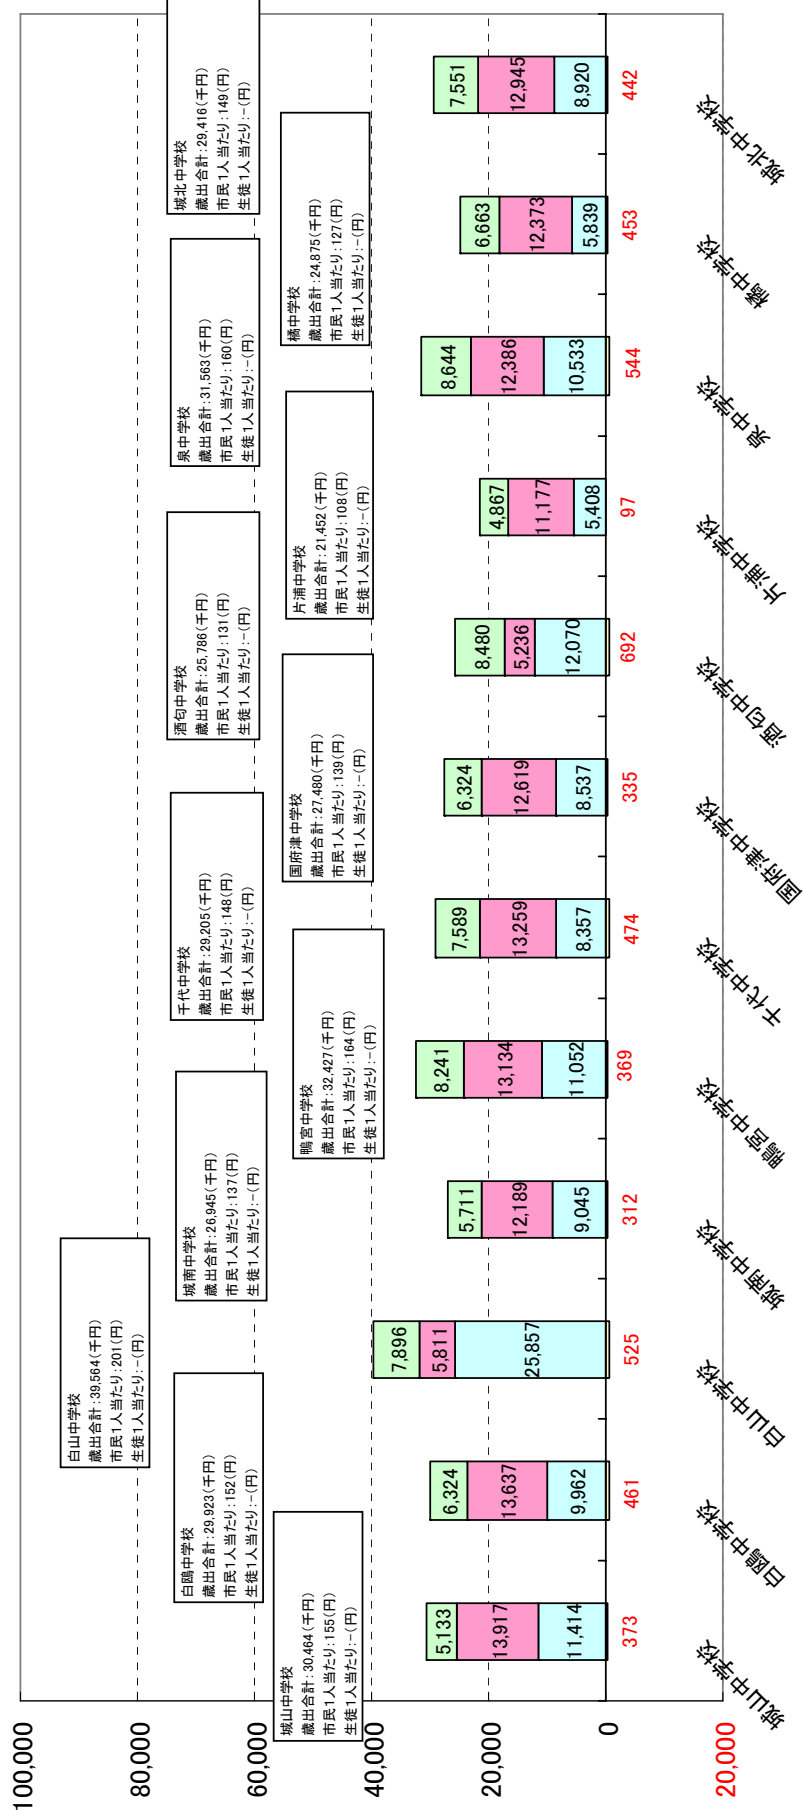 100,000
80,000
60,000
40,000
20,000
0
20,000
城山中学校
歳出合計:30,464(千円)
市民1人当たり:155(円)
生徒1人当たり:-(円)
白鴎中学校
歳出合計:29,923(千円)
市民1人当たり:152(円)
生徒1人当たり:-(円)
白山中学校
歳出合計:39,564(千円)
市民1人当たり:201(円)
生徒1人当たり:-(円)
城南中学校
歳出合計:26,945(千円)
市民1人当たり:137(円)
生徒1人当たり:-(円)
鴨宮中学校
歳出合計:32,427(千円)
市民1人当たり:164(円)
生徒1人当たり:-(円)
千代中学校
歳出合計:29,205(千円)
市民1人当たり:148(円)
生徒1人当たり:-(円)
国府津中学校
歳出合計:27,480(千円)
市民1人当たり:139(円)
生徒1人当たり:-(円)
酒匂中学校
歳出合計:25,786(千円)
市民1人当たり:131(円)
生徒1人当たり:-(円)
片浦中学校
歳出合計:21,452(千円)
市民1人当たり:108(円)
生徒1人当たり:-(円)
泉中学校
歳出合計:31,563(千円)
市民1人当たり:160(円)
生徒1人当たり:-(円)
橘中学校
歳出合計:24,875(千円)
市民1人当たり:127(円)
生徒1人当たり:-(円)
城北中学校
歳出合計:29,416(千円)
市民1人当たり:149(円)
生徒1人当たり:-(円)
5,133
13,917
11,414
373
城山中学校
6,324
13,637
9,962
461
白鴎中学校
7,896
5,811
25,857
525
白山中学校
5,711
12,189
9,045
312
城南中学校
8,241
13,134
11,052
369
鴨宮中学校
7,589
13,259
8,357
474
千代中学校
6,324
12,619
8,537
335
国府津中学校
8,480
5,236
12,070
692
酒匂中学校
4,867
11,177
5,408
97
片浦中学校
8,644
12,386
10,533
544
泉中学校
6,663
12,373
5,839
453
橘中学校
7,551
12,945
8,920
442
城北中学校